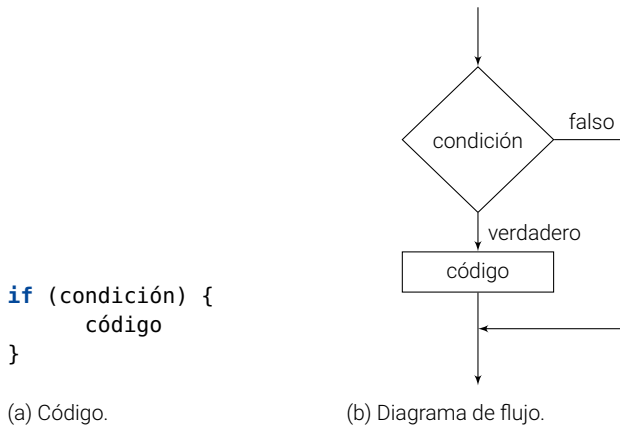 if (condición) {
código
}
(a) Código.
condición
falso
verdadero
código
(b) Diagrama de flujo.